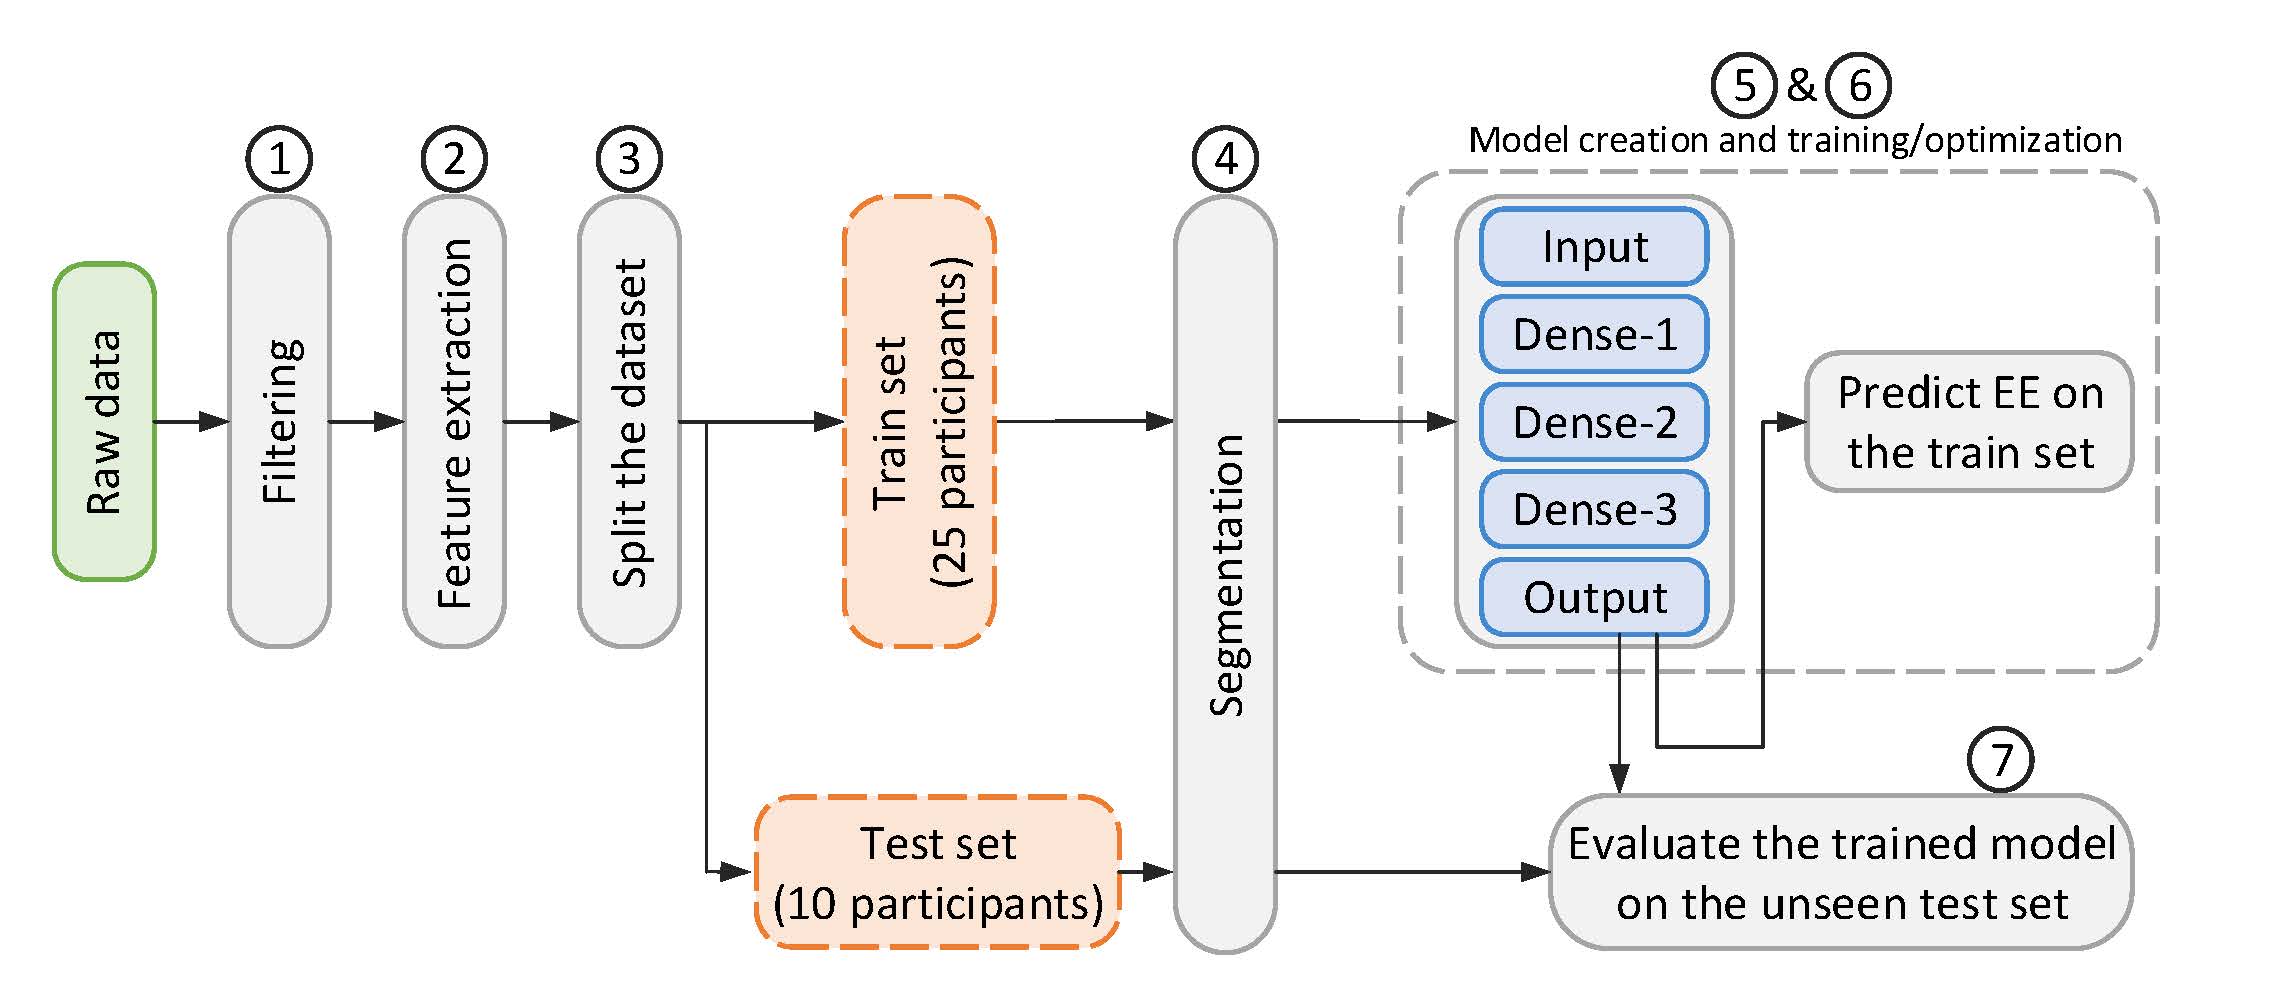 Raw data
1
Filtering
2
Feature extraction
3
Split the dataset
Train set
(25 participants)
Test set
(10 participants)
4
Segmentation
5 & 6
Model creation and training/optimization
Input
Dense-1
Dense-2
Dense-3
Output
Predict EE on
the train set
7
Evaluate the trained model
on the unseen test set